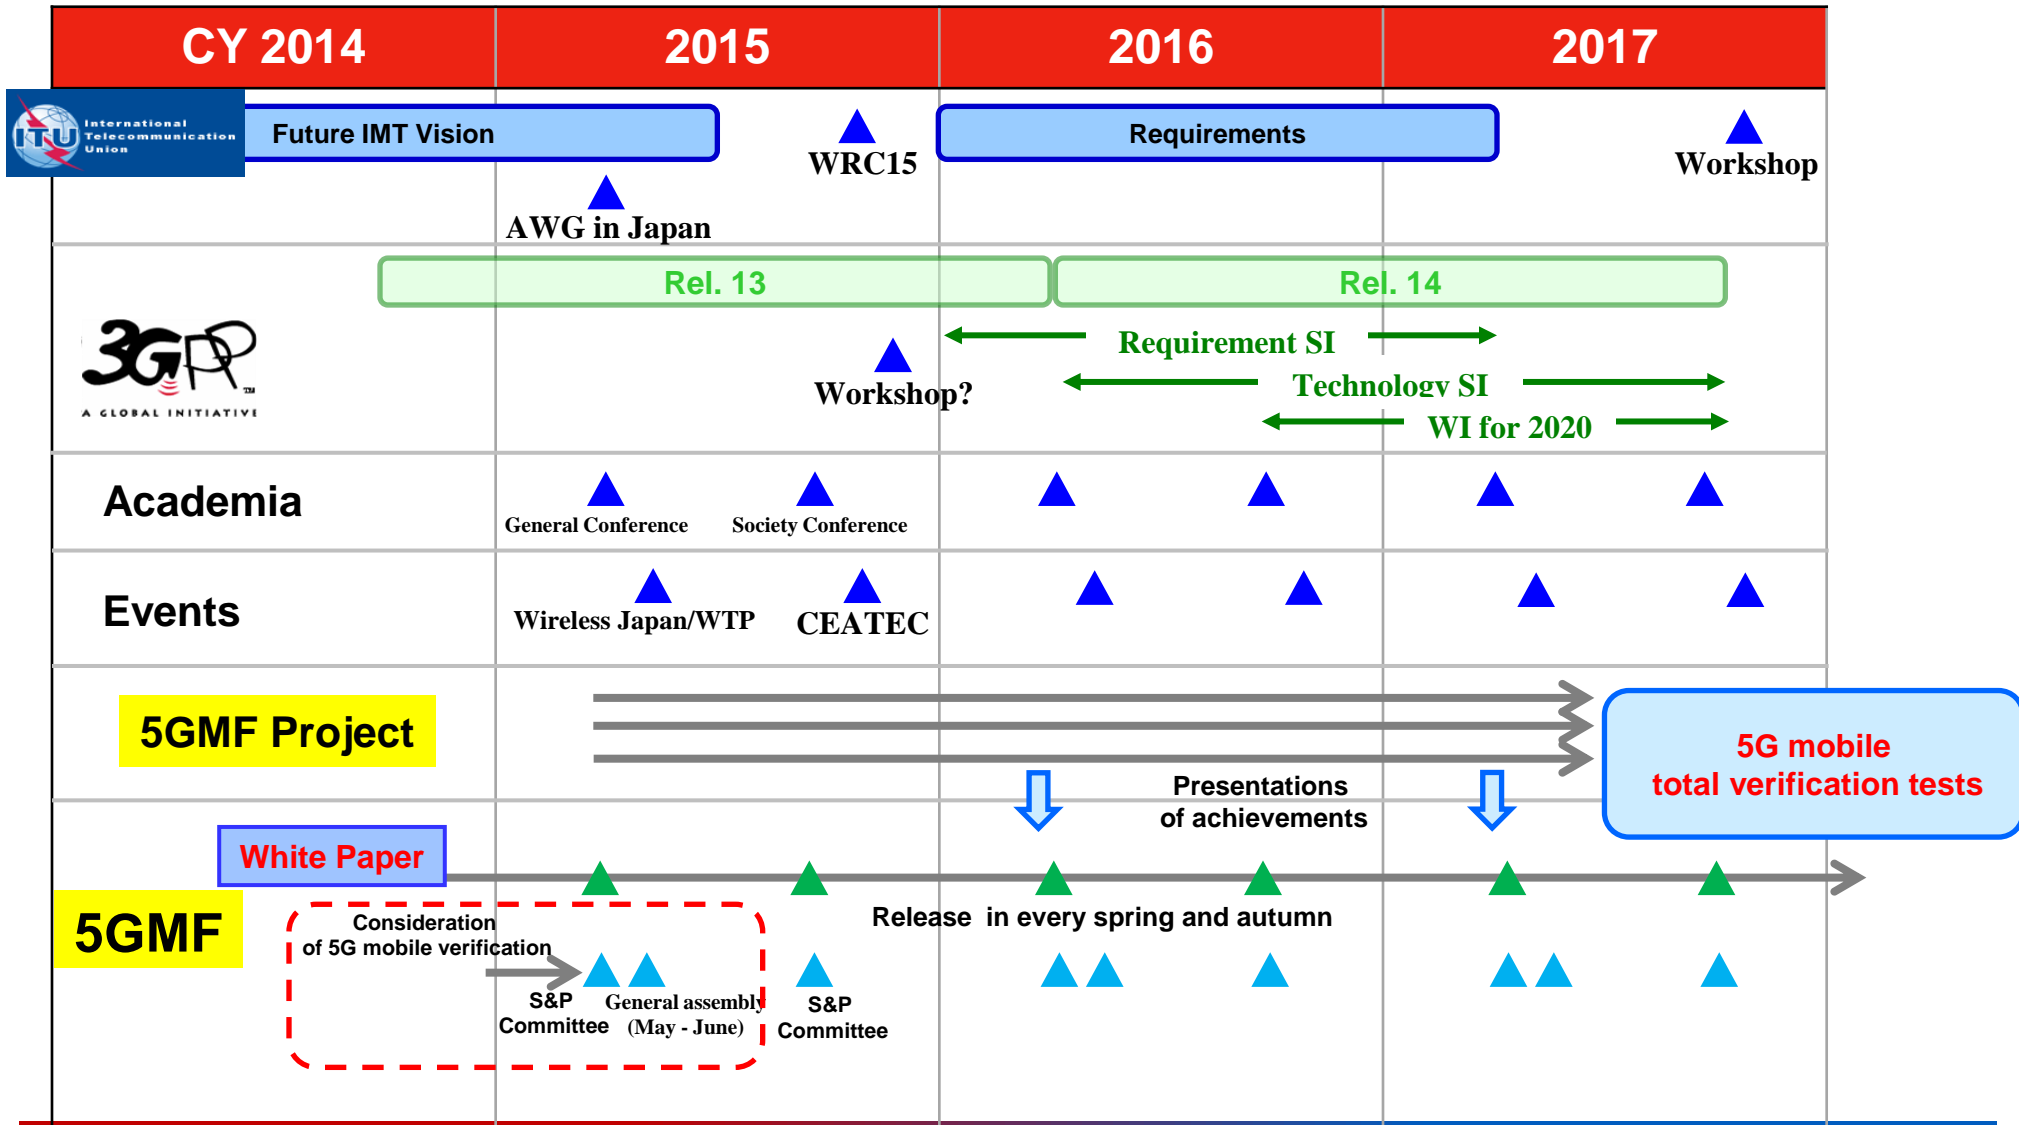 CY 2014 2015 2016 2017
International
Telecommunication
Union
ITU
Future IMT Vision
WRC15
Requirements
Workshop
AWG in Japan
Rel. 13
Rel. 14
3GPP
TM
A GLOBAL INITIATIVE
Workshop?
Requirement SI
Technology SI
WI for 2020
Academia
General Conference
Society Conference
Events
Wireless Japan/WTP
CEATEC
5GMF Project
5G mobile
total verification tests
Presentations
of achievements
White Paper
5GMF
Consideration
of 5G mobile verification
Release in every spring and autumn
S&P
Committee
General assembly
(May - June)
S&P
Committee